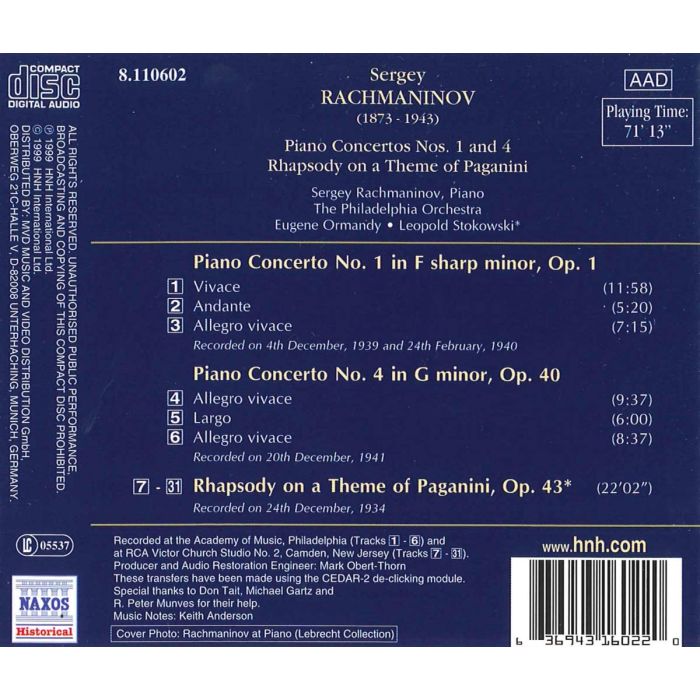 COMPACT
disc
DIGITAL AUDIO
8.110602
Sergey
RACHMANINOV
(1873 - 1943)
Piano Concertos Nos. 1 and 4
Rhapsody on a Theme of Paganini
Sergey Rachmaninov, Piano
The Philadelphia Orchestra
Eugene Ormandy • Leopold Stokowski*
AAD
Playing Time:
71' 13"
ALL RIGHTS RESERVED. UNAUTHORISED PUBLIC PERFORMANCE,
BROADCASTING AND COPYING OF THIS COMPACT DISC PROHIBITED.
℗ 1999 HNH International Ltd.
© 1999 HNH International Ltd.
DISTRIBUTED BY: MVD MUSIC AND VIDEO DISTRIBUTION GmbH,
OBERWEG 21C-HALLE V, D-82008 UNTERHACHING, MUNICH, GERMANY.
Piano Concerto No. 1 in F sharp minor, Op. 1
1 Vivace (11:58)
2 Andante (5:20)
3 Allegro vivace (7:15)
Recorded on 4th December, 1939 and 24th February, 1940
Piano Concerto No. 4 in G minor, Op. 40
4 Allegro vivace (9:37)
5 Largo (6:00)
6 Allegro vivace (8:37)
Recorded on 20th December, 1941
7 - 31 Rhapsody on a Theme of Paganini, Op. 43* (22'02")
Recorded on 24th December, 1934
LC 05537
NAXOS
Historical
Recorded at the Academy of Music, Philadelphia (Tracks 1 - 6) and
at RCA Victor Church Studio No. 2, Camden, New Jersey (Tracks 7 - 31).
Producer and Audio Restoration Engineer: Mark Obert-Thorn
These transfers have been made using the CEDAR-2 de-clicking module.
Special thanks to Don Tait, Michael Gartz and
R. Peter Munves for their help.
Music Notes: Keith Anderson
Cover Photo: Rachmaninov at Piano (Lebrecht Collection)
www.hnh.com
6 36943 16022 0